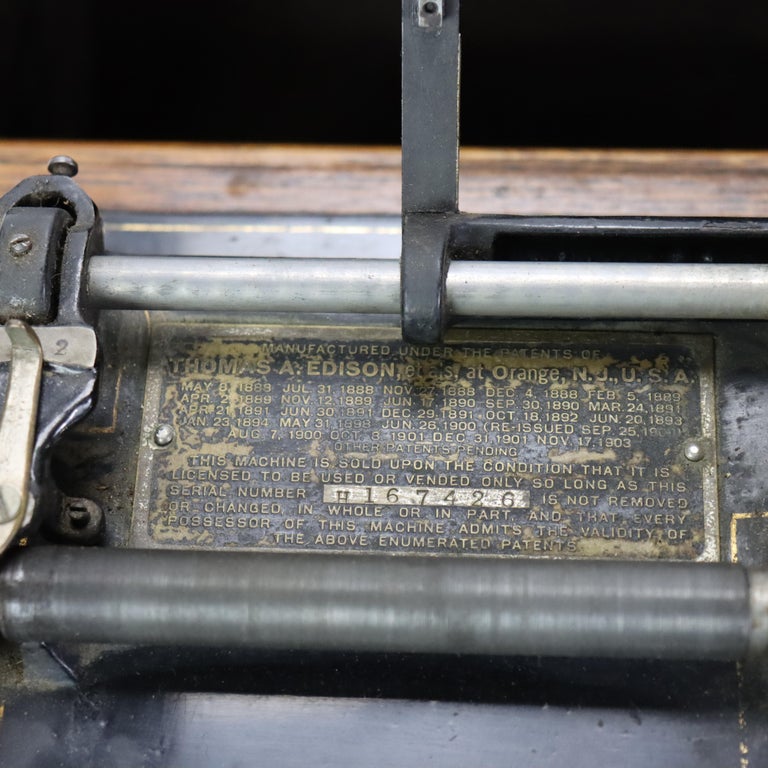 2
MANUFACTURED UNDER THE PATENTS OF
THOMAS A. EDISON, et als, at Orange, N.J., U.S.A.
MAY 8, 1888 JUL 31, 1888 NOV. 27, 1888 DEC. 4, 1888 FEB. 5, 1889
APR. 2, 1889 NOV. 12, 1889 JUN. 17, 1890 SEP. 30, 1890 MAR. 24, 1891
APR. 21, 1891 JUN. 30, 1891 DEC. 29, 1891 OCT. 18, 1892 JUN. 20, 1893
JAN. 23, 1894 MAY 31, 1898 JUN. 26, 1900 (RE-ISSUED SEP. 25,
AUG. 7, 1900 OCT. 8, 1901 DEC. 31, 1901 NOV. 17, 1903
OTHER PATENTS PENDING
THIS MACHINE IS SOLD UPON THE CONDITION THAT IT IS
LICENSED TO BE USED OR VENDED ONLY SO LONG AS THIS
SERIAL NUMBER H 167426 IS NOT REMOVED
OR CHANGED, IN WHOLE OR IN PART, AND THAT EVERY
POSSESSOR OF THIS MACHINE ADMITS THE VALIDITY OF
THE ABOVE ENUMERATED PATENTS